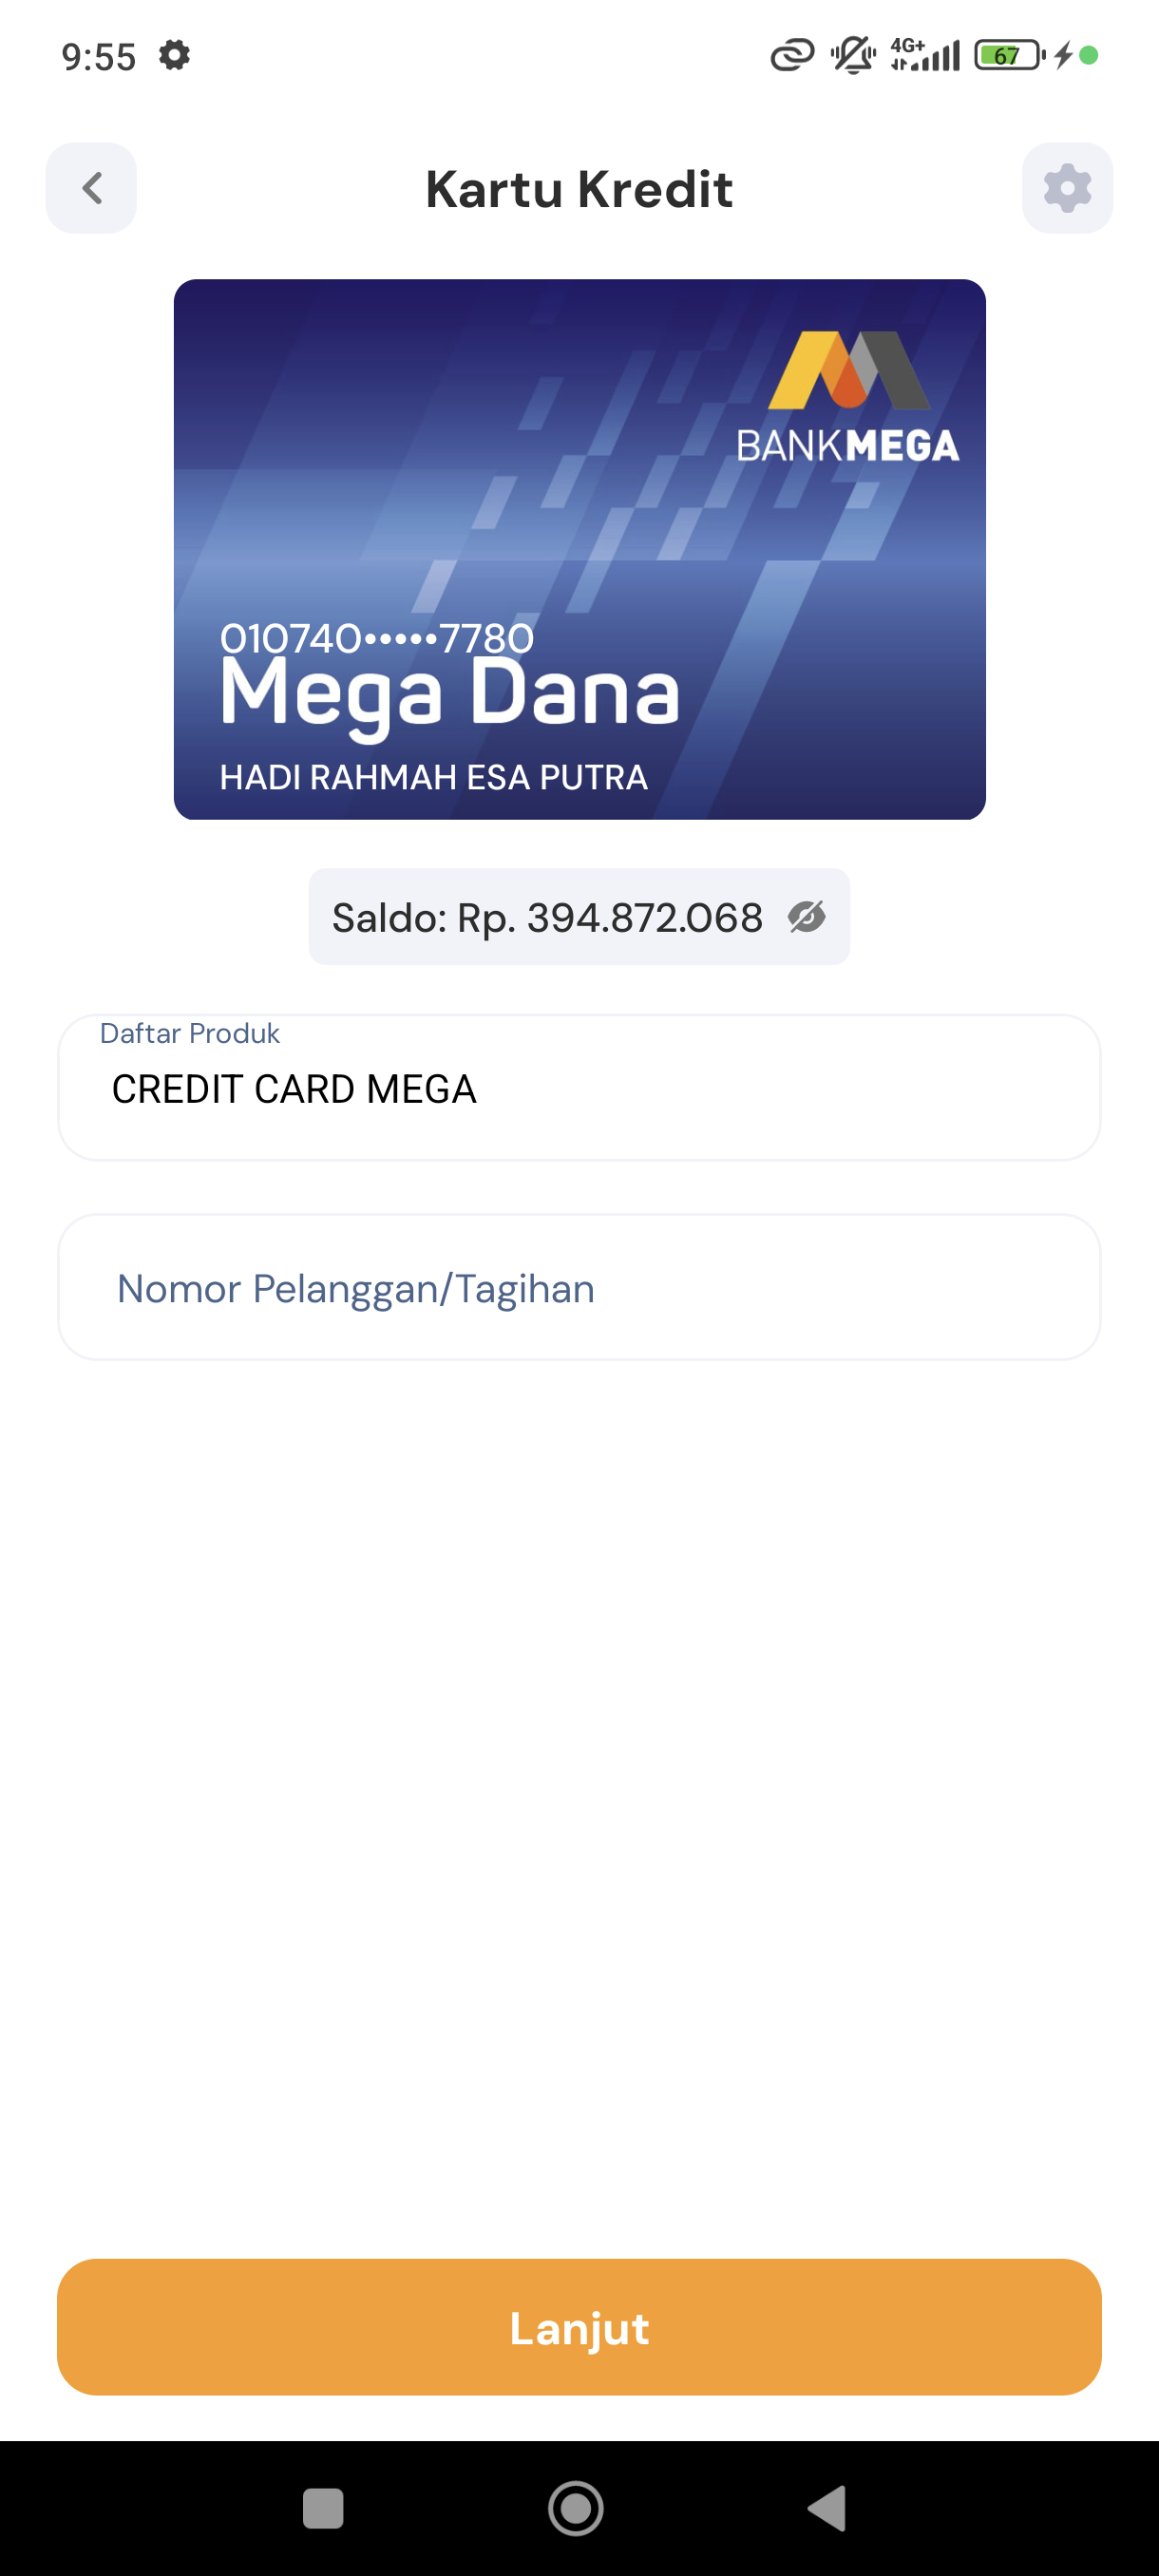 9:55
4G+
67
Kartu Kredit
BANKMEGA
010740•••••7780
Mega Dana
HADI RAHMAH ESA PUTRA
Saldo: Rp. 394.872.068
Daftar Produk
CREDIT CARD MEGA
Nomor Pelanggan/Tagihan
Lanjut